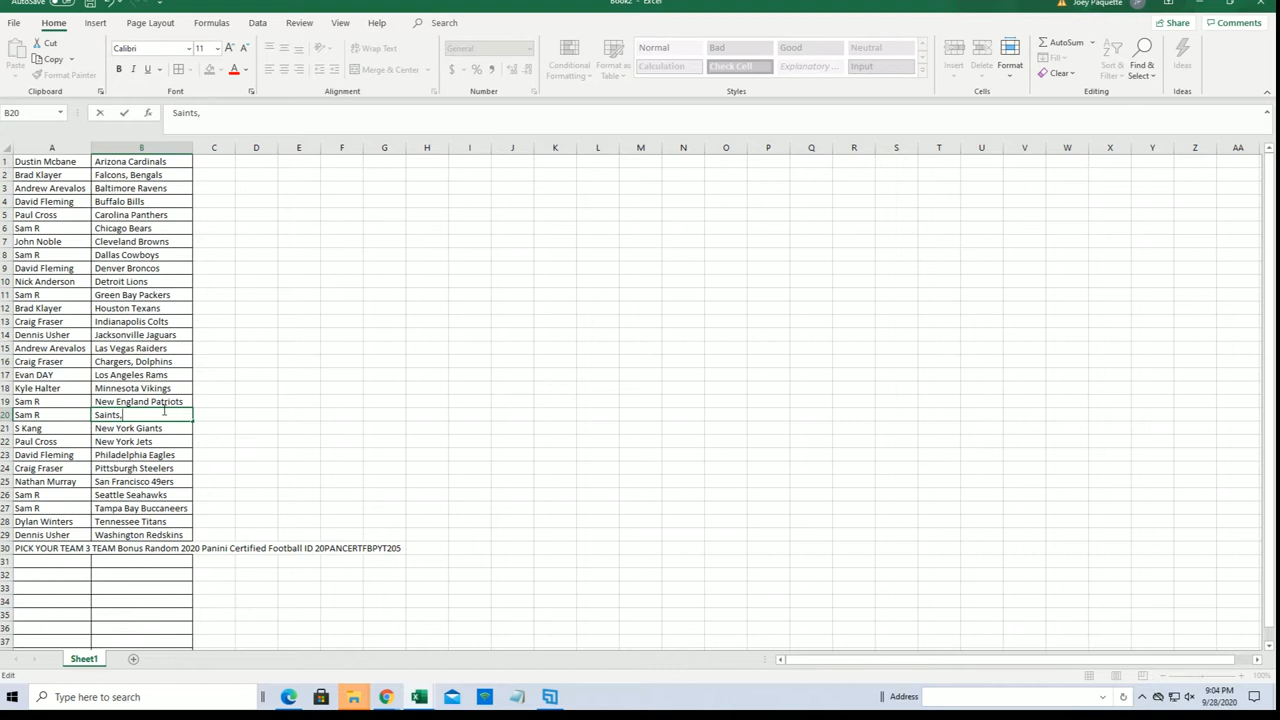 AutoSave Off Book2 - Excel Joey Paquette JP
File Home Insert Page Layout Formulas Data Review View Help Search Share Comments
Cut Calibri 11 Wrap Text General Normal Bad Good Neutral AutoSum
Copy Fill
Paste Format Painter Merge & Center Conditional Formatting Format as Table Calculation Check Cell Explanatory ... Input Insert Delete Format Clear Sort & Filter Find & Select Ideas
Clipboard Font Alignment Number Styles Cells Editing Ideas
B20 Saints,
A B C D E F G H I J K L M N O P Q R S T U V W X Y Z AA
1 Dustin Mcbane Arizona Cardinals
2 Brad Klayer Falcons, Bengals
3 Andrew Arevalos Baltimore Ravens
4 David Fleming Buffalo Bills
5 Paul Cross Carolina Panthers
6 Sam R Chicago Bears
7 John Noble Cleveland Browns
8 Sam R Dallas Cowboys
9 David Fleming Denver Broncos
10 Nick Anderson Detroit Lions
11 Sam R Green Bay Packers
12 Brad Klayer Houston Texans
13 Craig Fraser Indianapolis Colts
14 Dennis Usher Jacksonville Jaguars
15 Andrew Arevalos Las Vegas Raiders
16 Craig Fraser Chargers, Dolphins
17 Evan DAY Los Angeles Rams
18 Kyle Halter Minnesota Vikings
19 Sam R New England Patriots
20 Sam R Saints,
21 S Kang New York Giants
22 Paul Cross New York Jets
23 David Fleming Philadelphia Eagles
24 Craig Fraser Pittsburgh Steelers
25 Nathan Murray San Francisco 49ers
26 Sam R Seattle Seahawks
27 Sam R Tampa Bay Buccaneers
28 Dylan Winters Tennessee Titans
29 Dennis Usher Washington Redskins
30 PICK YOUR TEAM 3 TEAM Bonus Random 2020 Panini Certified Football ID 20PANCERTFBPYT205
31
32
33
34
35
36
37
Sheet1
Edit 100%
Type here to search Address 9:04 PM
9/28/2020